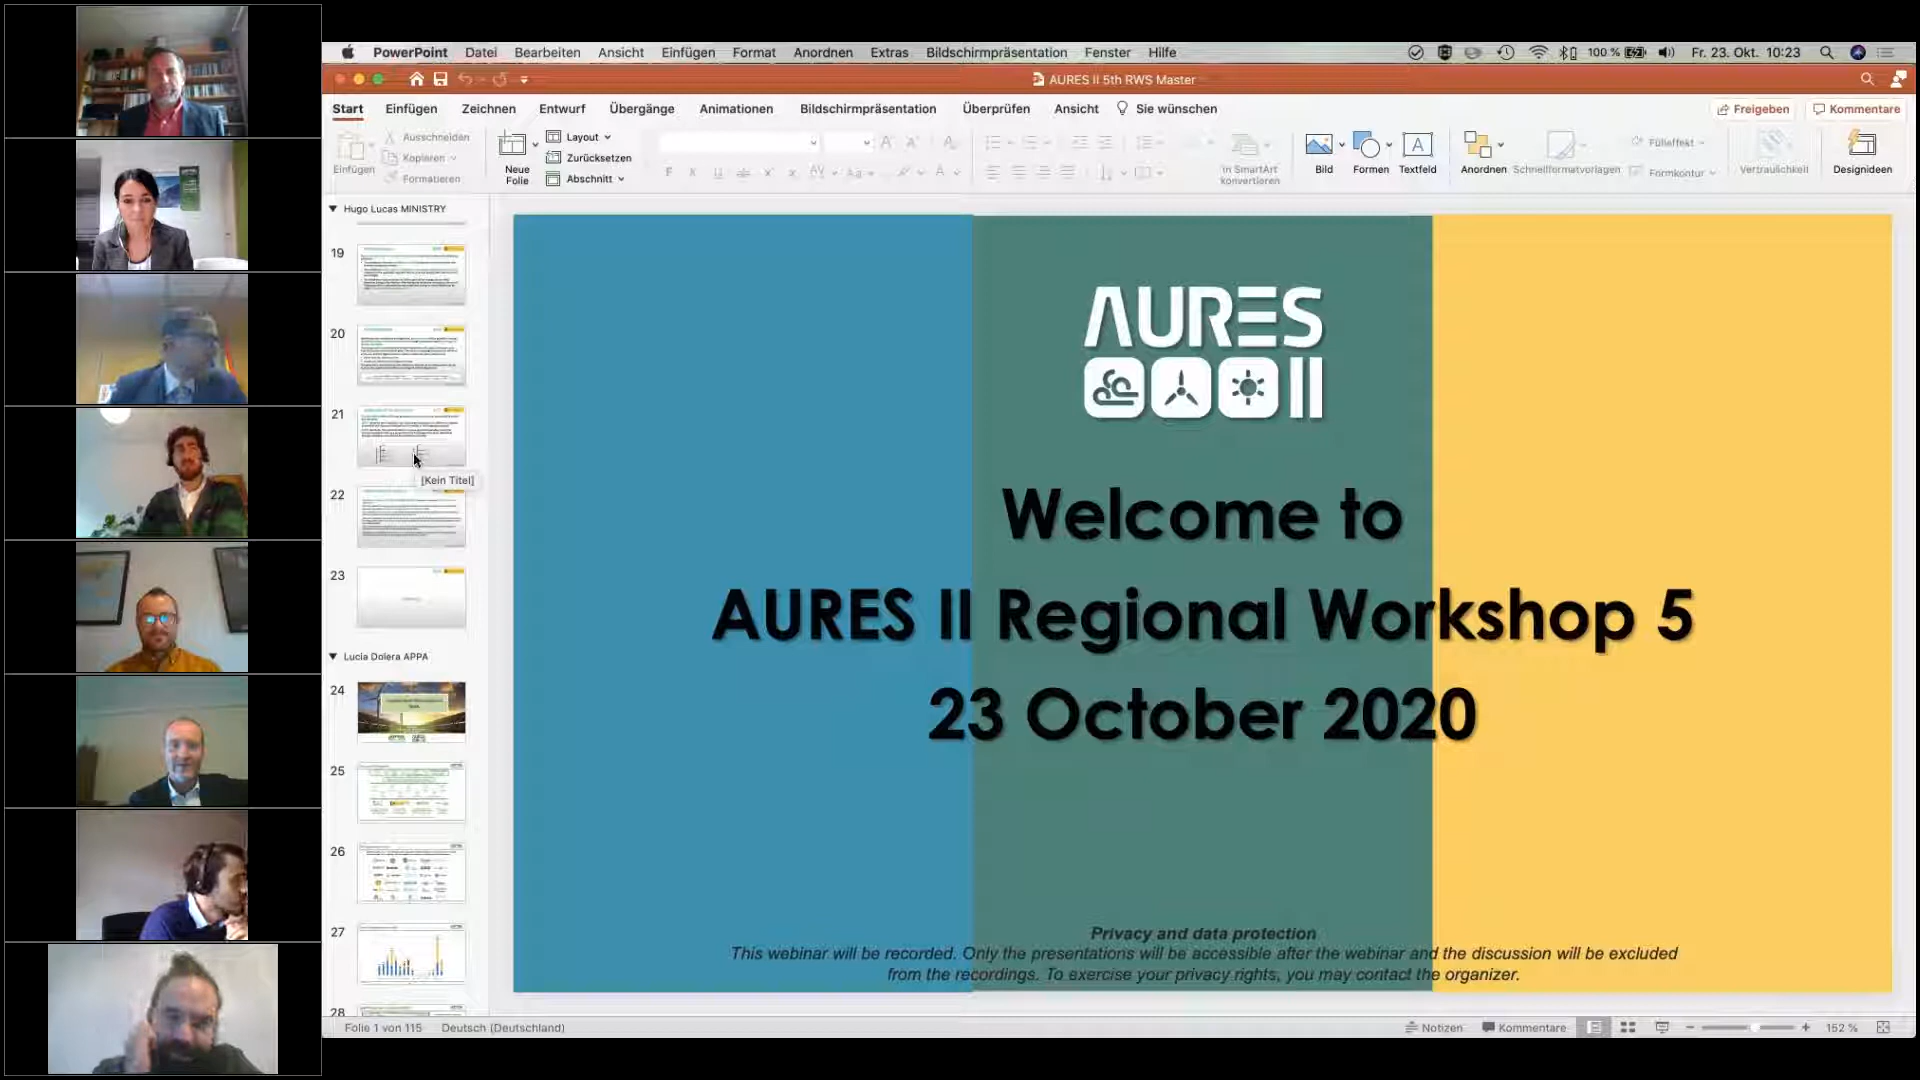 PowerPoint Datei Bearbeiten Ansicht Einfügen Format Anordnen Extras Bildschirmpräsentation Fenster Hilfe 100 % Fr. 23. Okt. 10:23
AURES II 5th RWS Master
Start Einfügen Zeichnen Entwurf Übergänge Animationen Bildschirmpräsentation Überprüfen Ansicht Sie wünschen Freigeben Kommentare
Einfügen
Ausschneiden
Kopieren
Formatieren
Neue
Folie
Layout
Zurücksetzen
Abschnitt
In SmartArt
konvertieren
Bild
Formen
Textfeld
Anordnen
Schnellformatvorlagen
Fülleffekt
Formkontur
Vertraulichkeit
Designideen
Hugo Lucas MINISTRY
19
20
21
[Kein Titel]
22
23
Lucia Dolera APPA
24
25
26
27
28
AURES
II
Welcome to
AURES II Regional Workshop 5
23 October 2020
Privacy and data protection
This webinar will be recorded. Only the presentations will be accessible after the webinar and the discussion will be excluded
from the recordings. To exercise your privacy rights, you may contact the organizer.
Folie 1 von 115 Deutsch (Deutschland) Notizen Kommentare 152 %